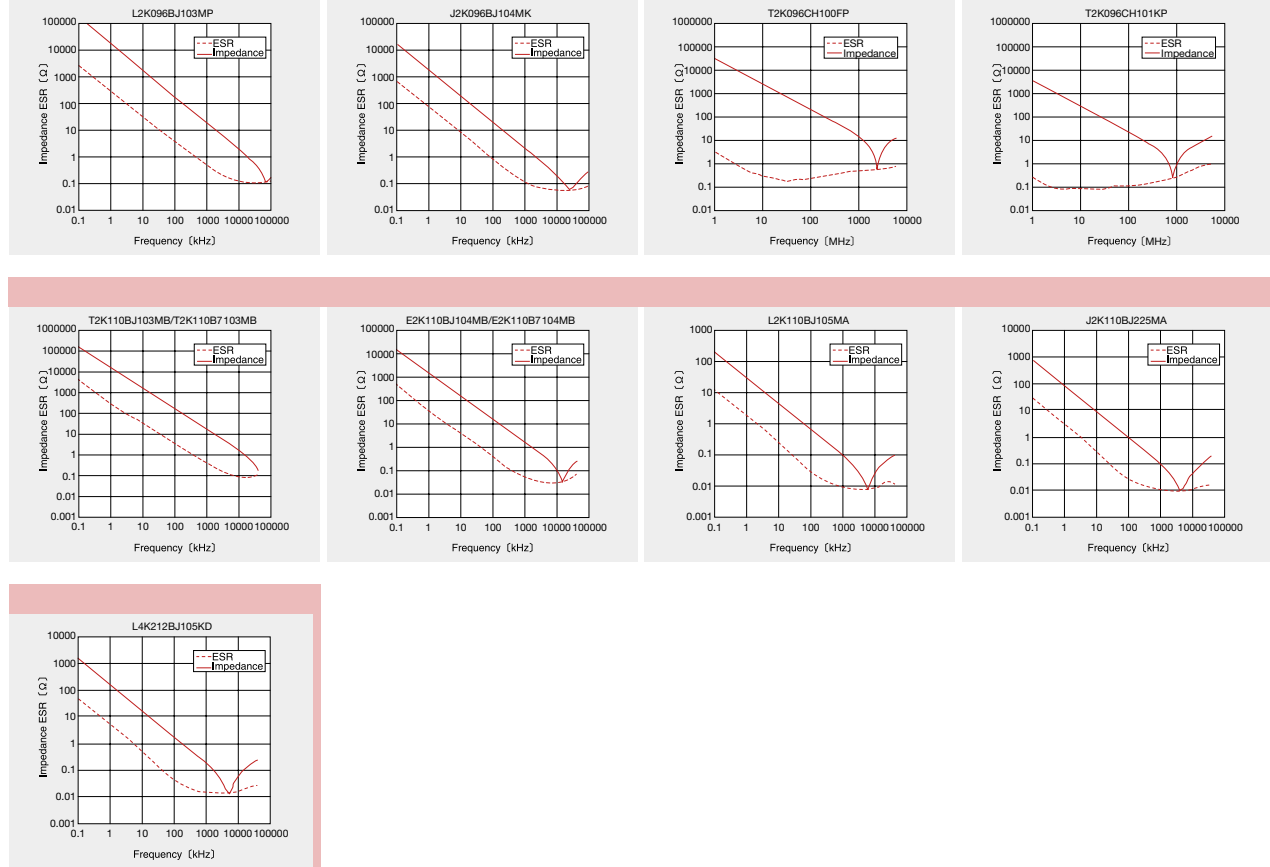 L2K096BJ103MP
100000
10000
1000
100
10
1
0.1
0.01
Impedance ESR〔Ω〕
ESR
Impedance
0.1 1 10 100 1000 10000 100000
Frequency〔kHz〕
J2K096BJ104MK
100000
10000
1000
100
10
1
0.1
0.01
Impedance ESR〔Ω〕
ESR
Impedance
0.1 1 10 100 1000 10000 100000
Frequency〔kHz〕
T2K096CH100FP
1000000
100000
10000
1000
100
10
1
0.1
0.01
Impedance ESR〔Ω〕
ESR
Impedance
1 10 100 1000 10000
Frequency〔MHz〕
T2K096CH101KP
1000000
100000
10000
1000
100
10
1
0.1
0.01
Impedance ESR〔Ω〕
ESR
Impedance
1 10 100 1000 10000
Frequency〔MHz〕
T2K110BJ103MB/T2K110B7103MB
1000000
100000
10000
1000
100
10
1
0.1
0.01
0.001
Impedance ESR〔Ω〕
ESR
Impedance
0.1 1 10 100 1000 10000 100000
Frequency〔kHz〕
E2K110BJ104MB/E2K110B7104MB
100000
10000
1000
100
10
1
0.1
0.01
0.001
Impedance ESR〔Ω〕
ESR
Impedance
0.1 1 10 100 1000 10000 100000
Frequency〔kHz〕
L2K110BJ105MA
1000
100
10
1
0.1
0.01
0.001
Impedance ESR〔Ω〕
ESR
Impedance
0.1 1 10 100 1000 10000 100000
Frequency〔kHz〕
J2K110BJ225MA
10000
1000
100
10
1
0.1
0.01
0.001
Impedance ESR〔Ω〕
ESR
Impedance
0.1 1 10 100 1000 10000 100000
Frequency〔kHz〕
L4K212BJ105KD
10000
1000
100
10
1
0.1
0.01
0.001
Impedance ESR〔Ω〕
ESR
Impedance
0.1 1 10 100 1000 10000 100000
Frequency〔kHz〕